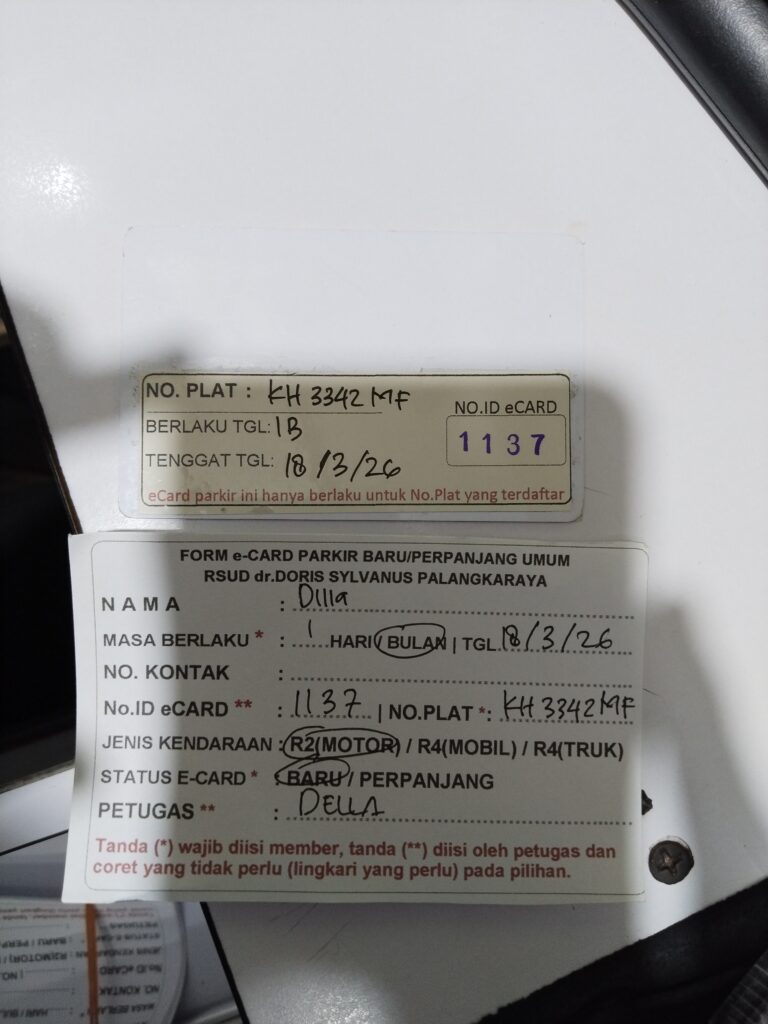 NO. PLAT : KH 3342 MF
BERLAKU TGL: 1B
NO.ID eCARD
1137
TENGGAT TGL: 18/3/26
eCard parkir ini hanya berlaku untuk No.Plat yang terdaftar
FORM e-CARD PARKIR BARU/PERPANJANG UMUM
RSUD dr.DORIS SYLVANUS PALANGKARAYA
NAMA : Dilla
MASA BERLAKU * : 1 HARI / BULAN | TGL. 18/3/26
NO. KONTAK :
No.ID eCARD ** : 1137 | NO.PLAT *: KH 3342 MF
JENIS KENDARAAN : R2(MOTOR) / R4(MOBIL) / R4(TRUK)
STATUS E-CARD * : BARU / PERPANJANG
PETUGAS ** : DELLA
Tanda (*) wajib diisi member, tanda (**) diisi oleh petugas dan
coret yang tidak perlu (lingkari yang perlu) pada pilihan.